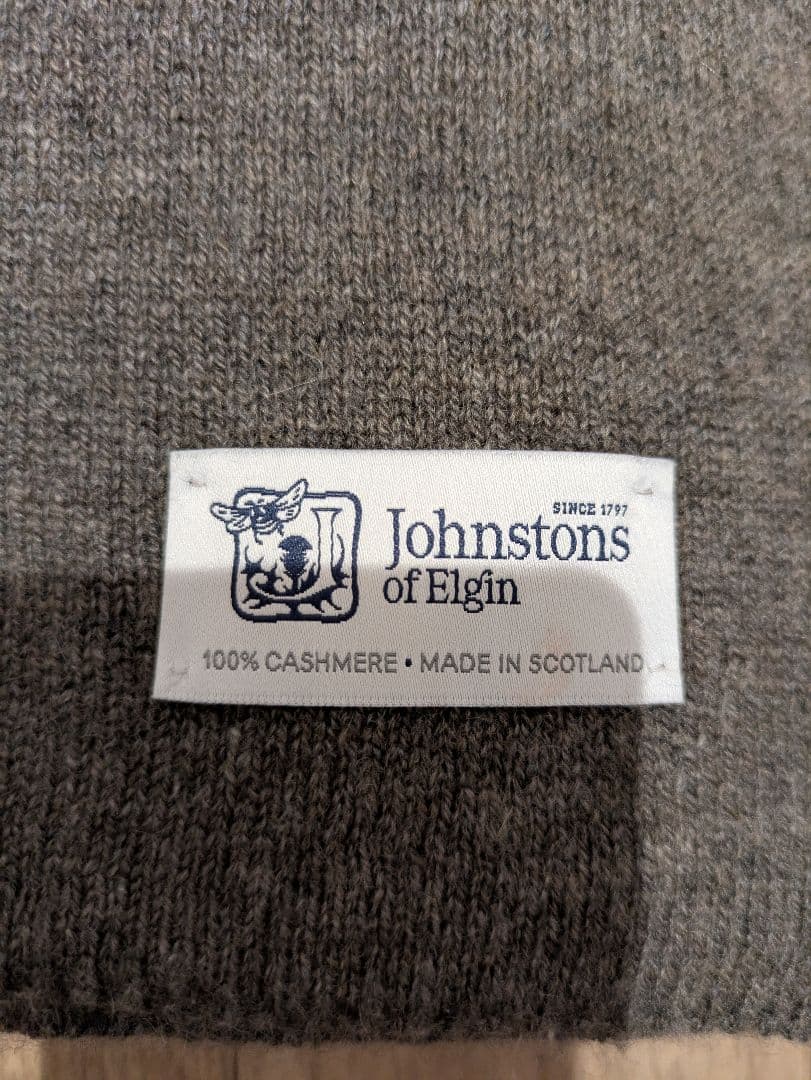 SINCE 1797
Johnstons
of Elgin
100% CASHMERE • MADE IN SCOTLAND